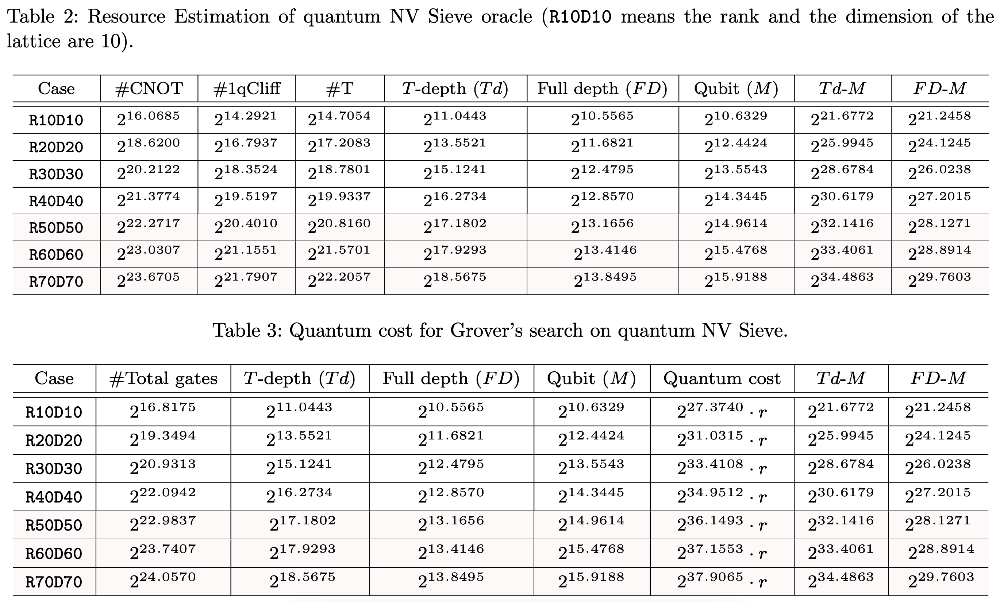 Table 2: Resource Estimation of quantum NV Sieve oracle (R10D10 means the rank and the dimension of the
lattice are 10).
Case #CNOT #1qCliff #T T-depth (Td) Full depth (FD) Qubit (M) Td-M FD-M
R10D10 2^16.0685 2^14.2921 2^14.7054 2^11.0443 2^10.5565 2^10.6329 2^21.6772 2^21.2458
R20D20 2^18.6200 2^16.7937 2^17.2083 2^13.5521 2^11.6821 2^12.4424 2^25.9945 2^24.1245
R30D30 2^20.2122 2^18.3524 2^18.7801 2^15.1241 2^12.4795 2^13.5543 2^28.6784 2^26.0238
R40D40 2^21.3774 2^19.5197 2^19.9337 2^16.2734 2^12.8570 2^14.3445 2^30.6179 2^27.2015
R50D50 2^22.2717 2^20.4010 2^20.8160 2^17.1802 2^13.1656 2^14.9614 2^32.1416 2^28.1271
R60D60 2^23.0307 2^21.1551 2^21.5701 2^17.9293 2^13.4146 2^15.4768 2^33.4061 2^28.8914
R70D70 2^23.6705 2^21.7907 2^22.2057 2^18.5675 2^13.8495 2^15.9188 2^34.4863 2^29.7603
Table 3: Quantum cost for Grover's search on quantum NV Sieve.
Case #Total gates T-depth (Td) Full depth (FD) Qubit (M) Quantum cost Td-M FD-M
R10D10 2^16.8175 2^11.0443 2^10.5565 2^10.6329 2^27.3740 · r 2^21.6772 2^21.2458
R20D20 2^19.3494 2^13.5521 2^11.6821 2^12.4424 2^31.0315 · r 2^25.9945 2^24.1245
R30D30 2^20.9313 2^15.1241 2^12.4795 2^13.5543 2^33.4108 · r 2^28.6784 2^26.0238
R40D40 2^22.0942 2^16.2734 2^12.8570 2^14.3445 2^34.9512 · r 2^30.6179 2^27.2015
R50D50 2^22.9837 2^17.1802 2^13.1656 2^14.9614 2^36.1493 · r 2^32.1416 2^28.1271
R60D60 2^23.7407 2^17.9293 2^13.4146 2^15.4768 2^37.1553 · r 2^33.4061 2^28.8914
R70D70 2^24.0570 2^18.5675 2^13.8495 2^15.9188 2^37.9065 · r 2^34.4863 2^29.7603